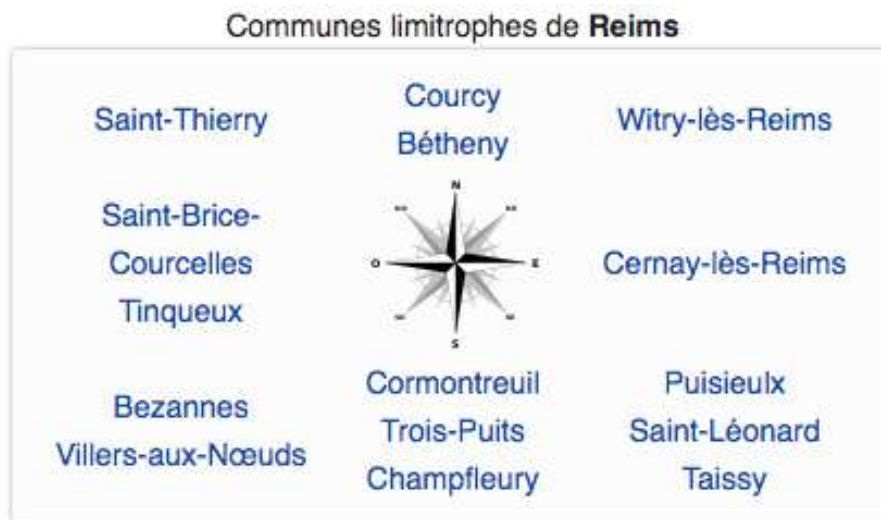 Communes limitrophes de Reims
Saint-Thierry
Courcy
Bétheny
Witry-lès-Reims
Saint-Brice-
Courcelles
Tinqueux
N
O
E
S
Cernay-lès-Reims
Bezannes
Villers-aux-Nœuds
Cormontreuil
Trois-Puits
Champfleury
Puisieulx
Saint-Léonard
Taissy